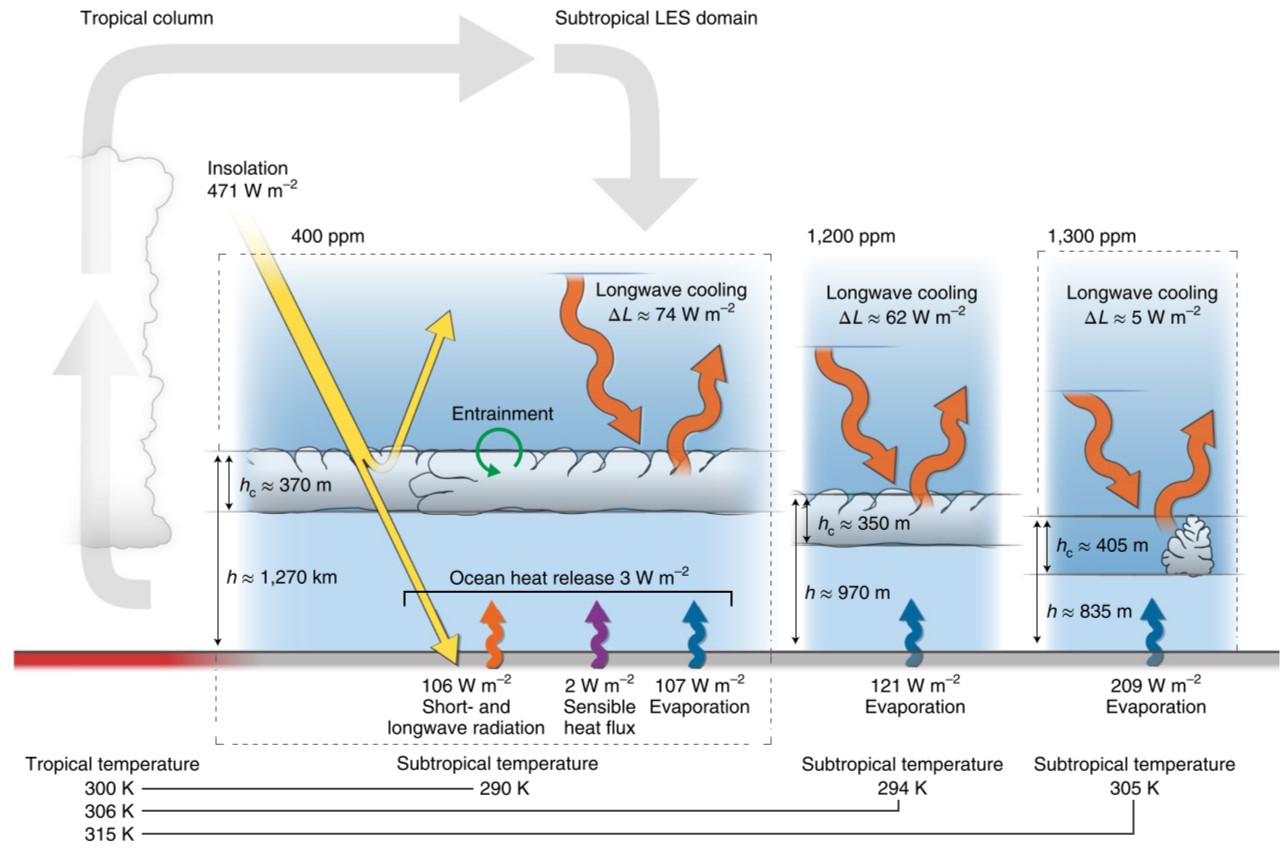 Tropical column
Subtropical LES domain
Insolation
471 W m⁻²
400 ppm
1,200 ppm
1,300 ppm
Longwave cooling
ΔL ≈ 74 W m⁻²
Longwave cooling
ΔL ≈ 62 W m⁻²
Longwave cooling
ΔL ≈ 5 W m⁻²
Entrainment
h_c ≈ 370 m
h_c ≈ 350 m
h_c ≈ 405 m
h ≈ 1,270 km
Ocean heat release 3 W m⁻²
h ≈ 970 m
h ≈ 835 m
106 W m⁻²
Short- and
longwave radiation
2 W m⁻²
Sensible
heat flux
107 W m⁻²
Evaporation
121 W m⁻²
Evaporation
209 W m⁻²
Evaporation
Tropical temperature
Subtropical temperature
Subtropical temperature
Subtropical temperature
300 K
290 K
294 K
305 K
306 K
315 K